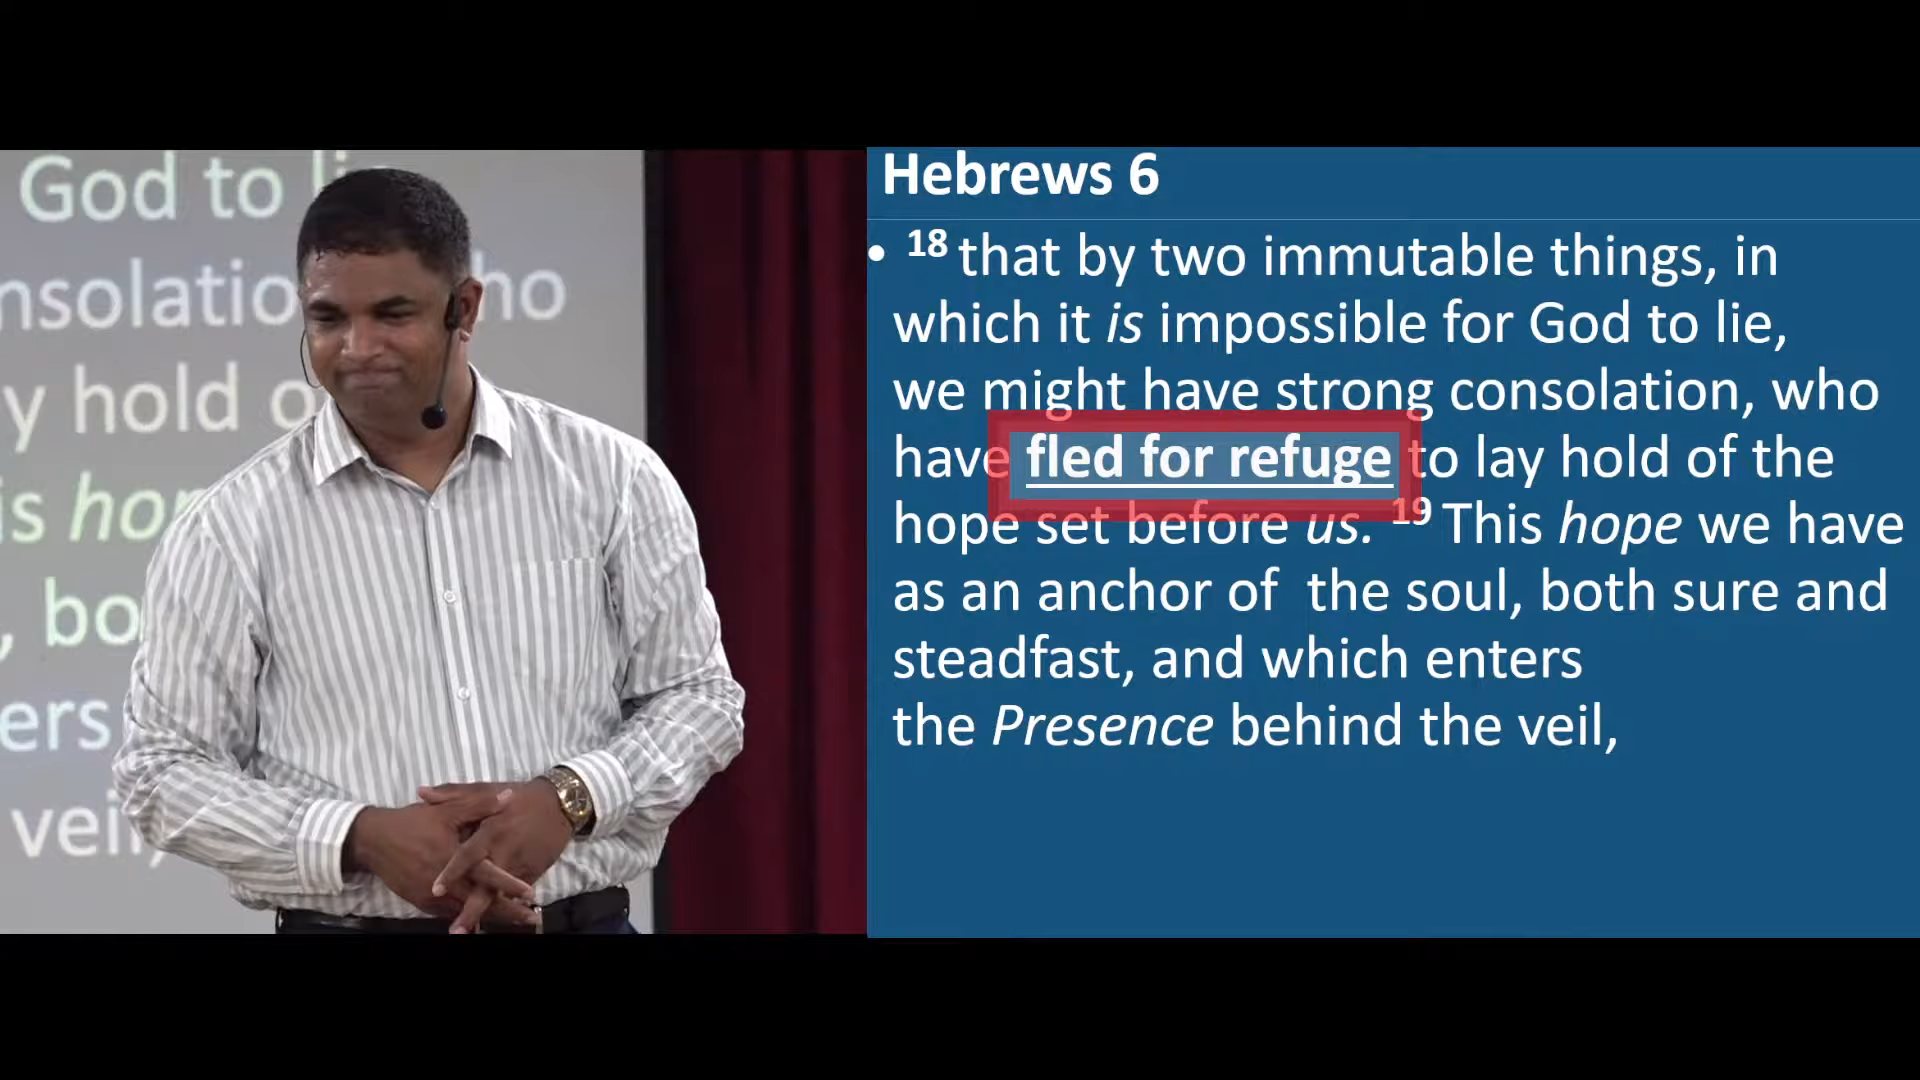 God to li
nsolatio ho
y hold o
is hop
, bo
ers
veil,
Hebrews 6
• 18 that by two immutable things, in
which it is impossible for God to lie,
we might have strong consolation, who
have fled for refuge to lay hold of the
hope set before us. 19 This hope we have
as an anchor of the soul, both sure and
steadfast, and which enters
the Presence behind the veil,